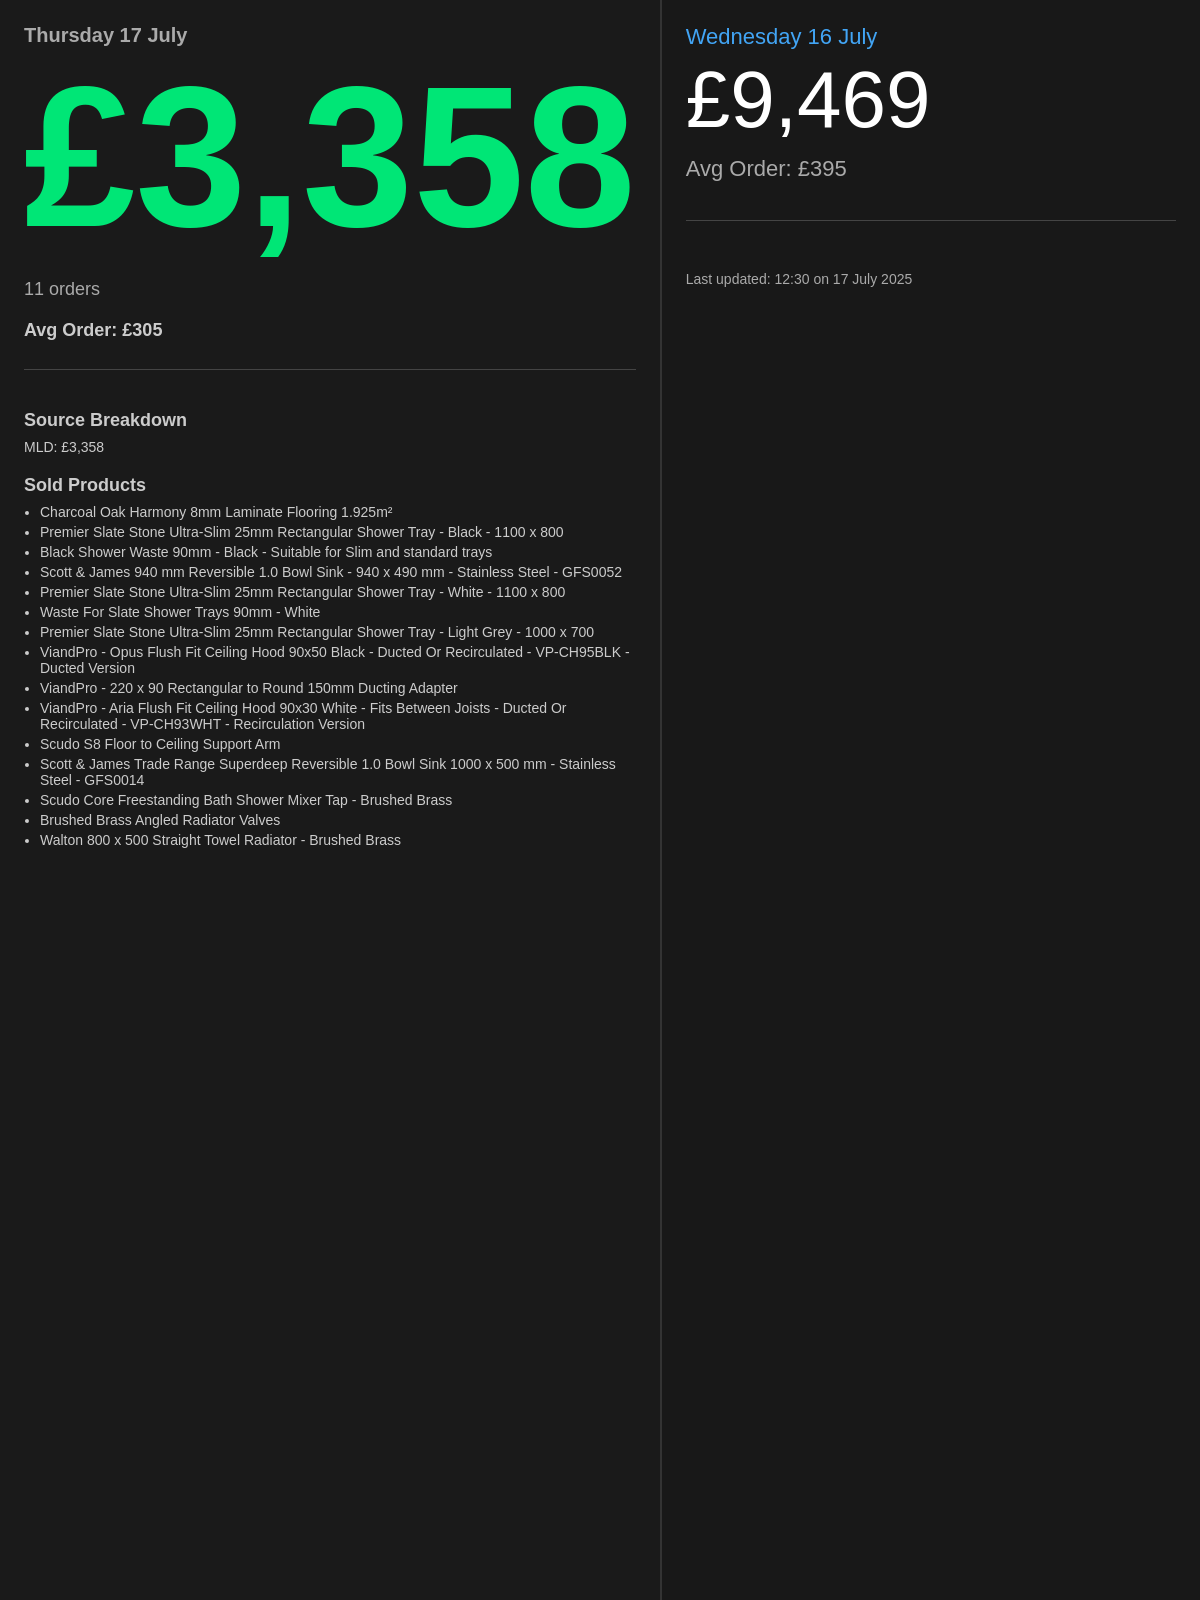 Thursday 17 July
£3,358
11 orders
Avg Order: £305
Source Breakdown
MLD: £3,358
Sold Products
• Charcoal Oak Harmony 8mm Laminate Flooring 1.925m²
• Premier Slate Stone Ultra-Slim 25mm Rectangular Shower Tray - Black - 1100 x 800
• Black Shower Waste 90mm - Black - Suitable for Slim and standard trays
• Scott & James 940 mm Reversible 1.0 Bowl Sink - 940 x 490 mm - Stainless Steel - GFS0052
• Premier Slate Stone Ultra-Slim 25mm Rectangular Shower Tray - White - 1100 x 800
• Waste For Slate Shower Trays 90mm - White
• Premier Slate Stone Ultra-Slim 25mm Rectangular Shower Tray - Light Grey - 1000 x 700
• ViandPro - Opus Flush Fit Ceiling Hood 90x50 Black - Ducted Or Recirculated - VP-CH95BLK -
Ducted Version
• ViandPro - 220 x 90 Rectangular to Round 150mm Ducting Adapter
• ViandPro - Aria Flush Fit Ceiling Hood 90x30 White - Fits Between Joists - Ducted Or
Recirculated - VP-CH93WHT - Recirculation Version
• Scudo S8 Floor to Ceiling Support Arm
• Scott & James Trade Range Superdeep Reversible 1.0 Bowl Sink 1000 x 500 mm - Stainless
Steel - GFS0014
• Scudo Core Freestanding Bath Shower Mixer Tap - Brushed Brass
• Brushed Brass Angled Radiator Valves
• Walton 800 x 500 Straight Towel Radiator - Brushed Brass
Wednesday 16 July
£9,469
Avg Order: £395
Last updated: 12:30 on 17 July 2025